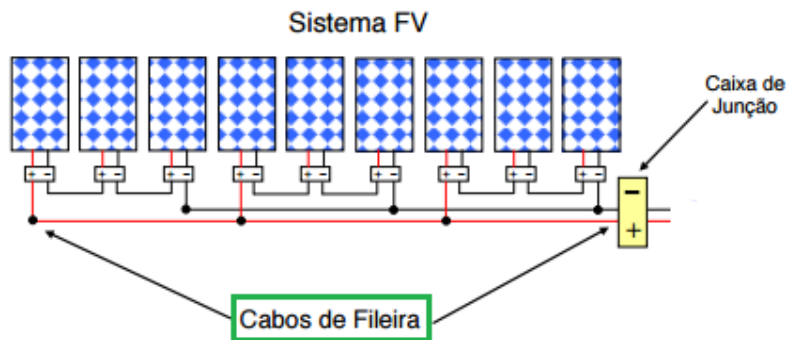 Sistema FV
Caixa de
Junção
+ - + - + - + - + - + - + - + - + -
-
+
Cabos de Fileira